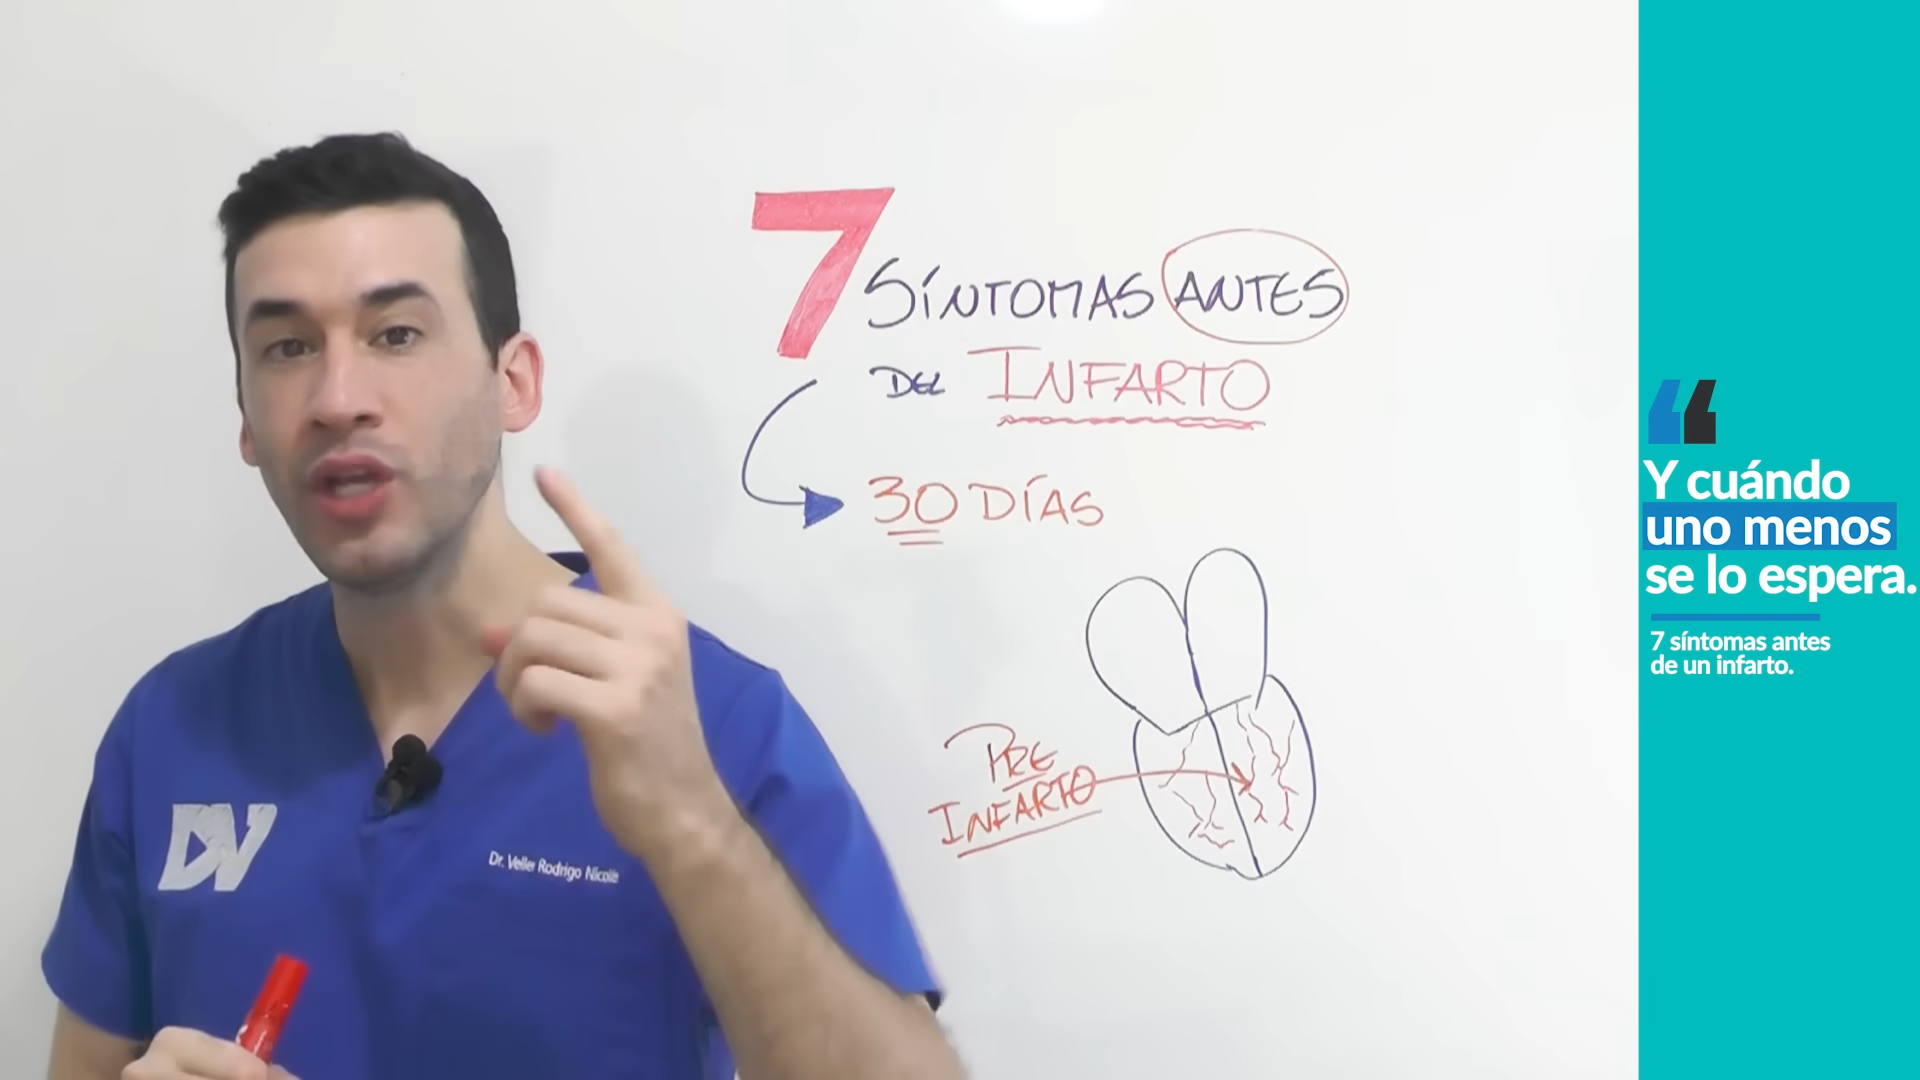 7 SÍNTOMAS ANTES
DEL INFARTO
30 DÍAS
PRE
INFARTO
DV
Dr. Veller Rodrigo Nicolás
“
Y cuándo
uno menos
se lo espera.
7 síntomas antes
de un infarto.